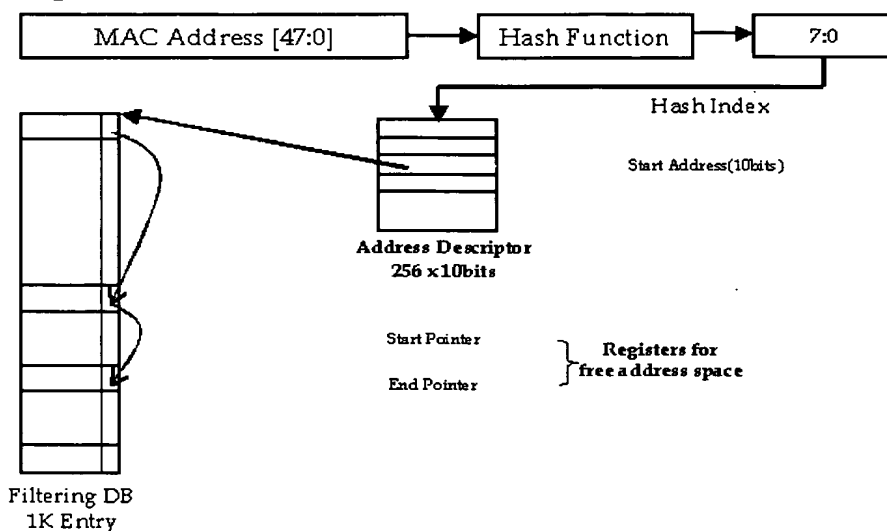 MAC Address [47:0]
Hash Function
7:0
Hash Index
Start Address(10bits)
Address Descriptor
256 x10bits
Start Pointer
End Pointer
Registers for
free address space
Filtering DB
1K Entry